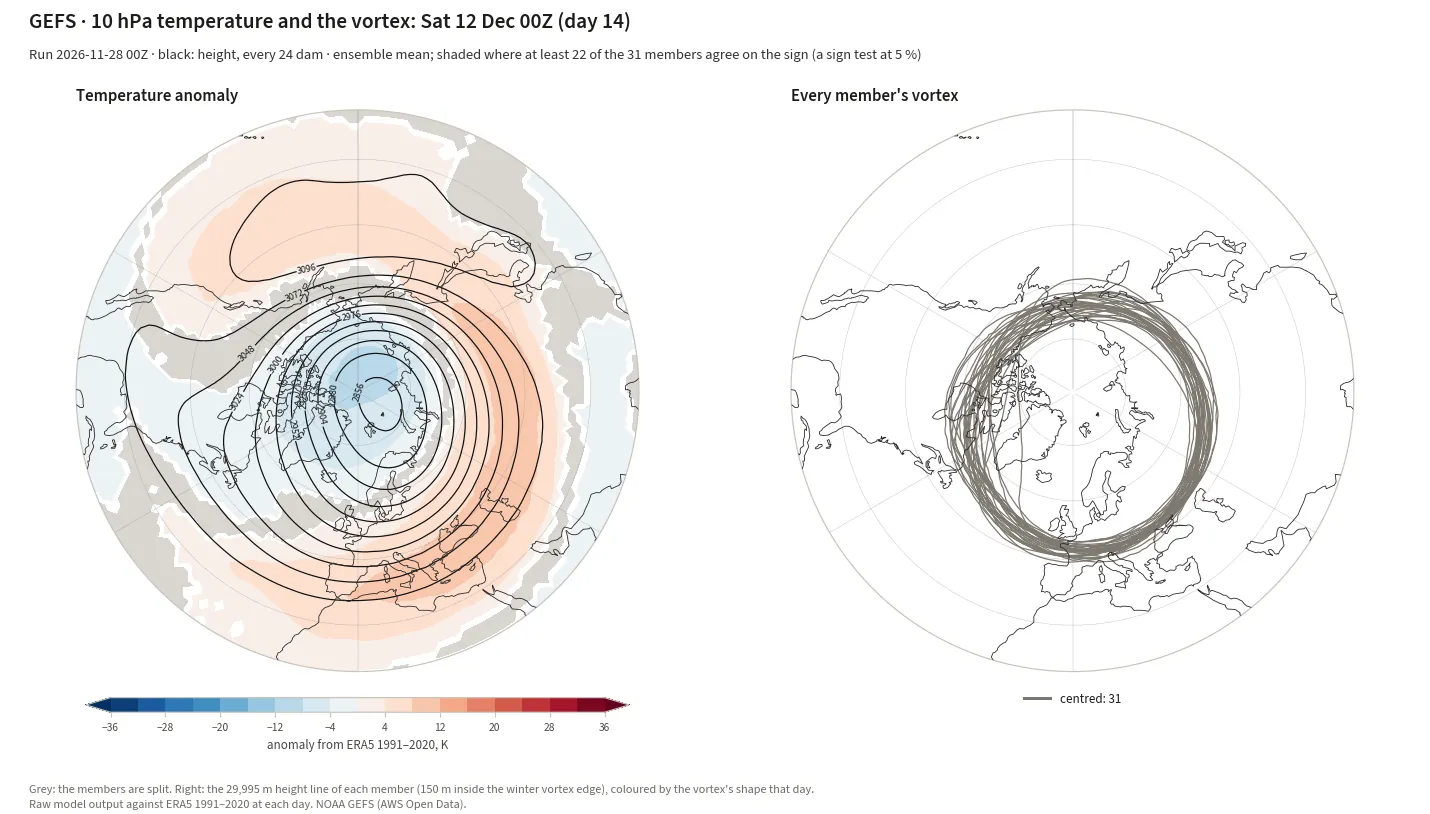 GEFS · 10 hPa temperature and the vortex: Sat 12 Dec 00Z (day 14)
Run 2026-11-28 00Z · black: height, every 24 dam · ensemble mean; shaded where at least 22 of the 31 members agree on the sign (a sign test at 5 %)
Temperature anomaly
Every member's vortex
3096
3072
2976
3048
3000
3024
2856
centred: 31
−36 −28 −20 −12 −4 4 12 20 28 36
anomaly from ERA5 1991–2020, K
Grey: the members are split. Right: the 29,995 m height line of each member (150 m inside the winter vortex edge), coloured by the vortex's shape that day.
Raw model output against ERA5 1991–2020 at each day. NOAA GEFS (AWS Open Data).